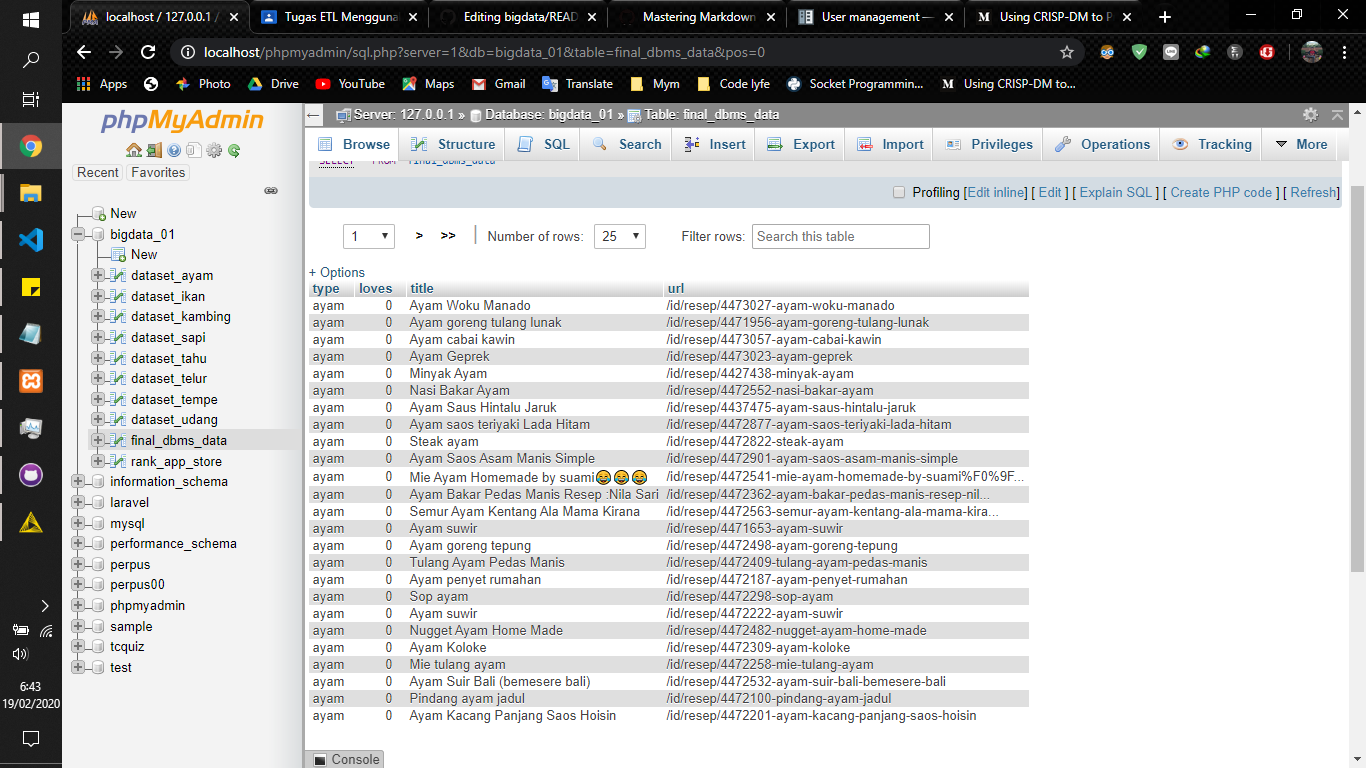 localhost / 127.0.0.1 /
Tugas ETL Mengguna
Editing bigdata/READ
Mastering Markdown
User management —
Using CRISP-DM to P
localhost/phpmyadmin/sql.php?server=1&db=bigdata_01&table=final_dbms_data&pos=0
Apps
Photo
Drive
YouTube
Maps
Gmail
Translate
Mym
Code lyfe
Socket Programmin...
Using CRISP-DM to...
phpMyAdmin
Recent Favorites
New
bigdata_01
New
dataset_ayam
dataset_ikan
dataset_kambing
dataset_sapi
dataset_tahu
dataset_telur
dataset_tempe
dataset_udang
final_dbms_data
rank_app_store
information_schema
laravel
mysql
performance_schema
perpus
perpus00
phpmyadmin
sample
tcquiz
test
6:43
19/02/2020
Server: 127.0.0.1 » Database: bigdata_01 » Table: final_dbms_data
Browse Structure SQL Search Insert Export Import Privileges Operations Tracking More
SELECT * FROM `final_dbms_data`
Profiling [Edit inline] [ Edit ] [ Explain SQL ] [ Create PHP code ] [ Refresh]
1 > >> Number of rows: 25 Filter rows: Search this table
+ Options
type loves title url
ayam 0 Ayam Woku Manado /id/resep/4473027-ayam-woku-manado
ayam 0 Ayam goreng tulang lunak /id/resep/4471956-ayam-goreng-tulang-lunak
ayam 0 Ayam cabai kawin /id/resep/4473057-ayam-cabai-kawin
ayam 0 Ayam Geprek /id/resep/4473023-ayam-geprek
ayam 0 Minyak Ayam /id/resep/4427438-minyak-ayam
ayam 0 Nasi Bakar Ayam /id/resep/4472552-nasi-bakar-ayam
ayam 0 Ayam Saus Hintalu Jaruk /id/resep/4437475-ayam-saus-hintalu-jaruk
ayam 0 Ayam saos teriyaki Lada Hitam /id/resep/4472877-ayam-saos-teriyaki-lada-hitam
ayam 0 Steak ayam /id/resep/4472822-steak-ayam
ayam 0 Ayam Saos Asam Manis Simple /id/resep/4472901-ayam-saos-asam-manis-simple
ayam 0 Mie Ayam Homemade by suami😂😂😂 /id/resep/4472541-mie-ayam-homemade-by-suami%F0%9F...
ayam 0 Ayam Bakar Pedas Manis Resep :Nila Sari /id/resep/4472362-ayam-bakar-pedas-manis-resep-nil...
ayam 0 Semur Ayam Kentang Ala Mama Kirana /id/resep/4472563-semur-ayam-kentang-ala-mama-kira...
ayam 0 Ayam suwir /id/resep/4471653-ayam-suwir
ayam 0 Ayam goreng tepung /id/resep/4472498-ayam-goreng-tepung
ayam 0 Tulang Ayam Pedas Manis /id/resep/4472409-tulang-ayam-pedas-manis
ayam 0 Ayam penyet rumahan /id/resep/4472187-ayam-penyet-rumahan
ayam 0 Sop ayam /id/resep/4472298-sop-ayam
ayam 0 Ayam suwir /id/resep/4472222-ayam-suwir
ayam 0 Nugget Ayam Home Made /id/resep/4472482-nugget-ayam-home-made
ayam 0 Ayam Koloke /id/resep/4472309-ayam-koloke
ayam 0 Mie tulang ayam /id/resep/4472258-mie-tulang-ayam
ayam 0 Ayam Suir Bali (bemesere bali) /id/resep/4472532-ayam-suir-bali-bemesere-bali
ayam 0 Pindang ayam jadul /id/resep/4472100-pindang-ayam-jadul
ayam 0 Ayam Kacang Panjang Saos Hoisin /id/resep/4472201-ayam-kacang-panjang-saos-hoisin
Console